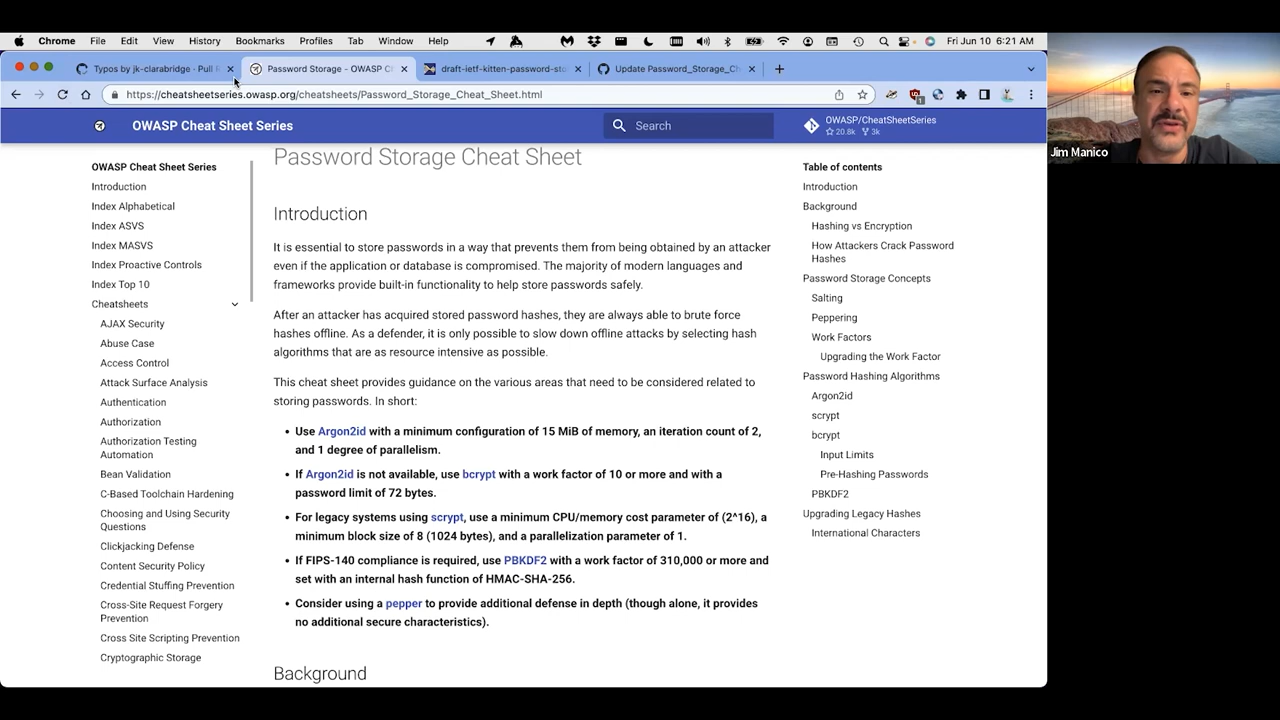 Chrome File Edit View History Bookmarks Profiles Tab Window Help Fri Jun 10 6:21 AM
Typos by jk-clarabridge · Pull Password Storage - OWASP C draft-ietf-kitten-password-sto Update Password_Storage_Ch
https://cheatsheetseries.owasp.org/cheatsheets/Password_Storage_Cheat_Sheet.html
OWASP Cheat Sheet Series
Search
OWASP/CheatSheetSeries
20.8k 3k
OWASP Cheat Sheet Series
Introduction
Index Alphabetical
Index ASVS
Index MASVS
Index Proactive Controls
Index Top 10
Cheatsheets
AJAX Security
Abuse Case
Access Control
Attack Surface Analysis
Authentication
Authorization
Authorization Testing
Automation
Bean Validation
C-Based Toolchain Hardening
Choosing and Using Security
Questions
Clickjacking Defense
Content Security Policy
Credential Stuffing Prevention
Cross-Site Request Forgery
Prevention
Cross Site Scripting Prevention
Cryptographic Storage
Password Storage Cheat Sheet
Introduction
It is essential to store passwords in a way that prevents them from being obtained by an attacker
even if the application or database is compromised. The majority of modern languages and
frameworks provide built-in functionality to help store passwords safely.
After an attacker has acquired stored password hashes, they are always able to brute force
hashes offline. As a defender, it is only possible to slow down offline attacks by selecting hash
algorithms that are as resource intensive as possible.
This cheat sheet provides guidance on the various areas that need to be considered related to
storing passwords. In short:
• Use Argon2id with a minimum configuration of 15 MiB of memory, an iteration count of 2,
and 1 degree of parallelism.
• If Argon2id is not available, use bcrypt with a work factor of 10 or more and with a
password limit of 72 bytes.
• For legacy systems using scrypt, use a minimum CPU/memory cost parameter of (2^16), a
minimum block size of 8 (1024 bytes), and a parallelization parameter of 1.
• If FIPS-140 compliance is required, use PBKDF2 with a work factor of 310,000 or more and
set with an internal hash function of HMAC-SHA-256.
• Consider using a pepper to provide additional defense in depth (though alone, it provides
no additional secure characteristics).
Background
Table of contents
Introduction
Background
Hashing vs Encryption
How Attackers Crack Password
Hashes
Password Storage Concepts
Salting
Peppering
Work Factors
Upgrading the Work Factor
Password Hashing Algorithms
Argon2id
scrypt
bcrypt
Input Limits
Pre-Hashing Passwords
PBKDF2
Upgrading Legacy Hashes
International Characters
Jim Manico